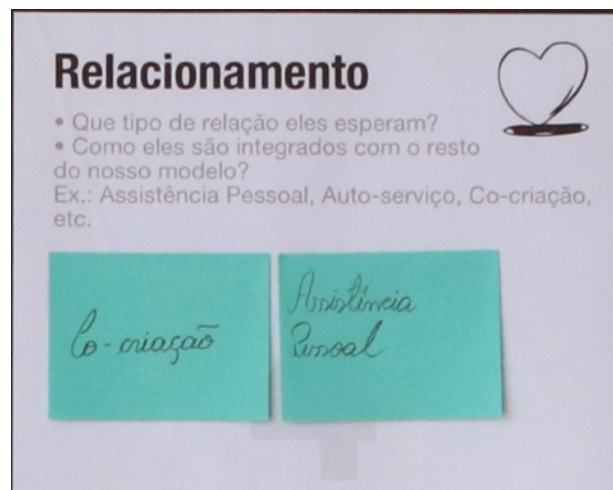 Relacionamento
• Que tipo de relação eles esperam?
• Como eles são integrados com o resto
do nosso modelo?
Ex.: Assistência Pessoal, Auto-serviço, Co-criação,
etc.
Co-criação
Assistência
Pessoal